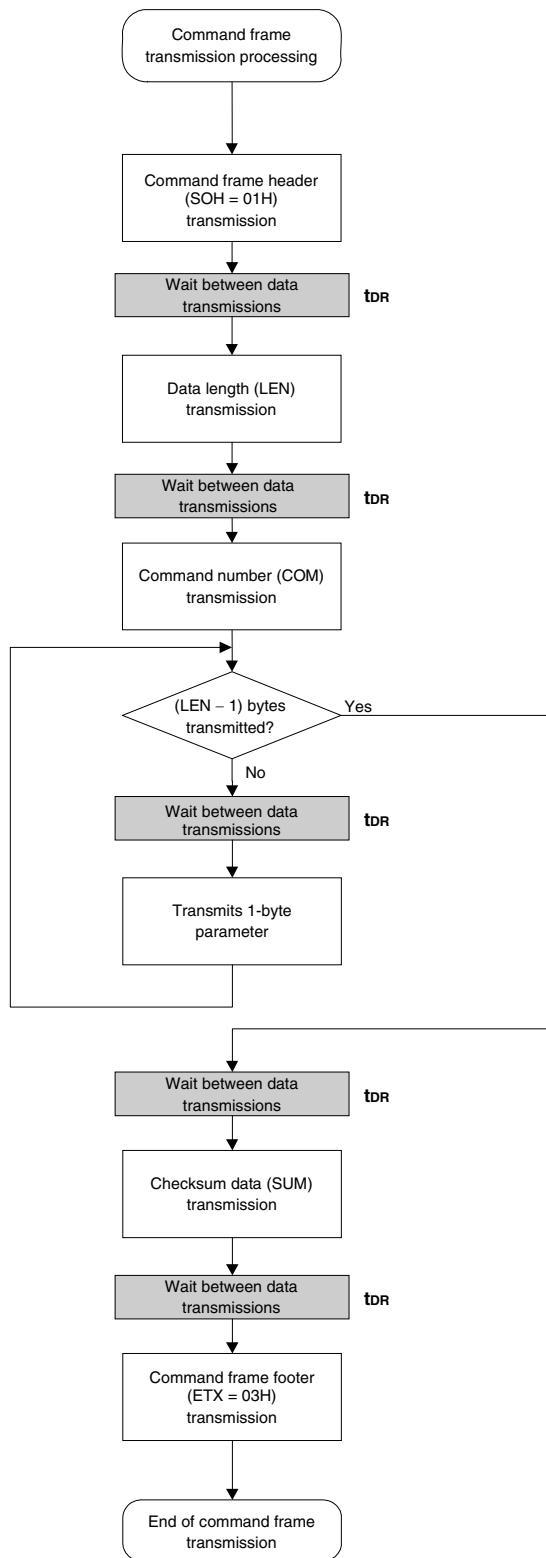 Command frame
transmission processing
Command frame header
(SOH = 01H)
transmission
Wait between data
transmissions
tDR
Data length (LEN)
transmission
Wait between data
transmissions
tDR
Command number (COM)
transmission
(LEN – 1) bytes
transmitted?
Yes
No
Wait between data
transmissions
tDR
Transmits 1-byte
parameter
Wait between data
transmissions
tDR
Checksum data (SUM)
transmission
Wait between data
transmissions
tDR
Command frame footer
(ETX = 03H)
transmission
End of command frame
transmission